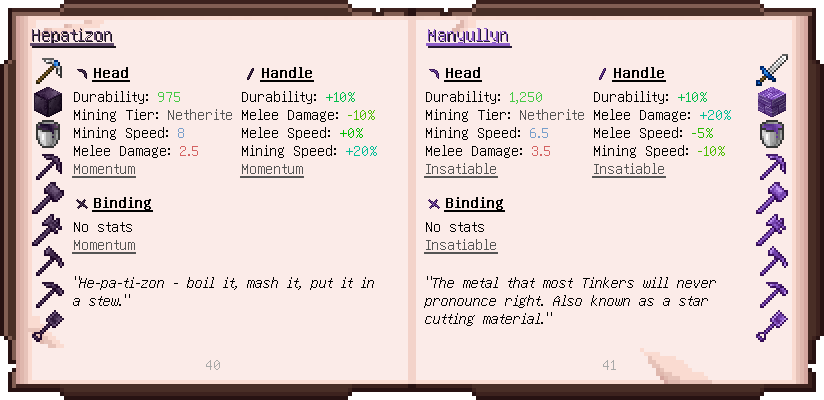 Hepatizon
Head
Durability: 975
Mining Tier: Netherite
Mining Speed: 8
Melee Damage: 2.5
Momentum
Handle
Durability: +10%
Melee Damage: -10%
Melee Speed: +0%
Mining Speed: +20%
Momentum
Binding
No stats
Momentum
"He-pa-ti-zon - boil it, mash it, put it in
a stew."
40
Manyullyn
Head
Durability: 1,250
Mining Tier: Netherite
Mining Speed: 6.5
Melee Damage: 3.5
Insatiable
Handle
Durability: +10%
Melee Damage: +20%
Melee Speed: -5%
Mining Speed: -10%
Insatiable
Binding
No stats
Insatiable
"The metal that most Tinkers will never
pronounce right. Also known as a star
cutting material."
41